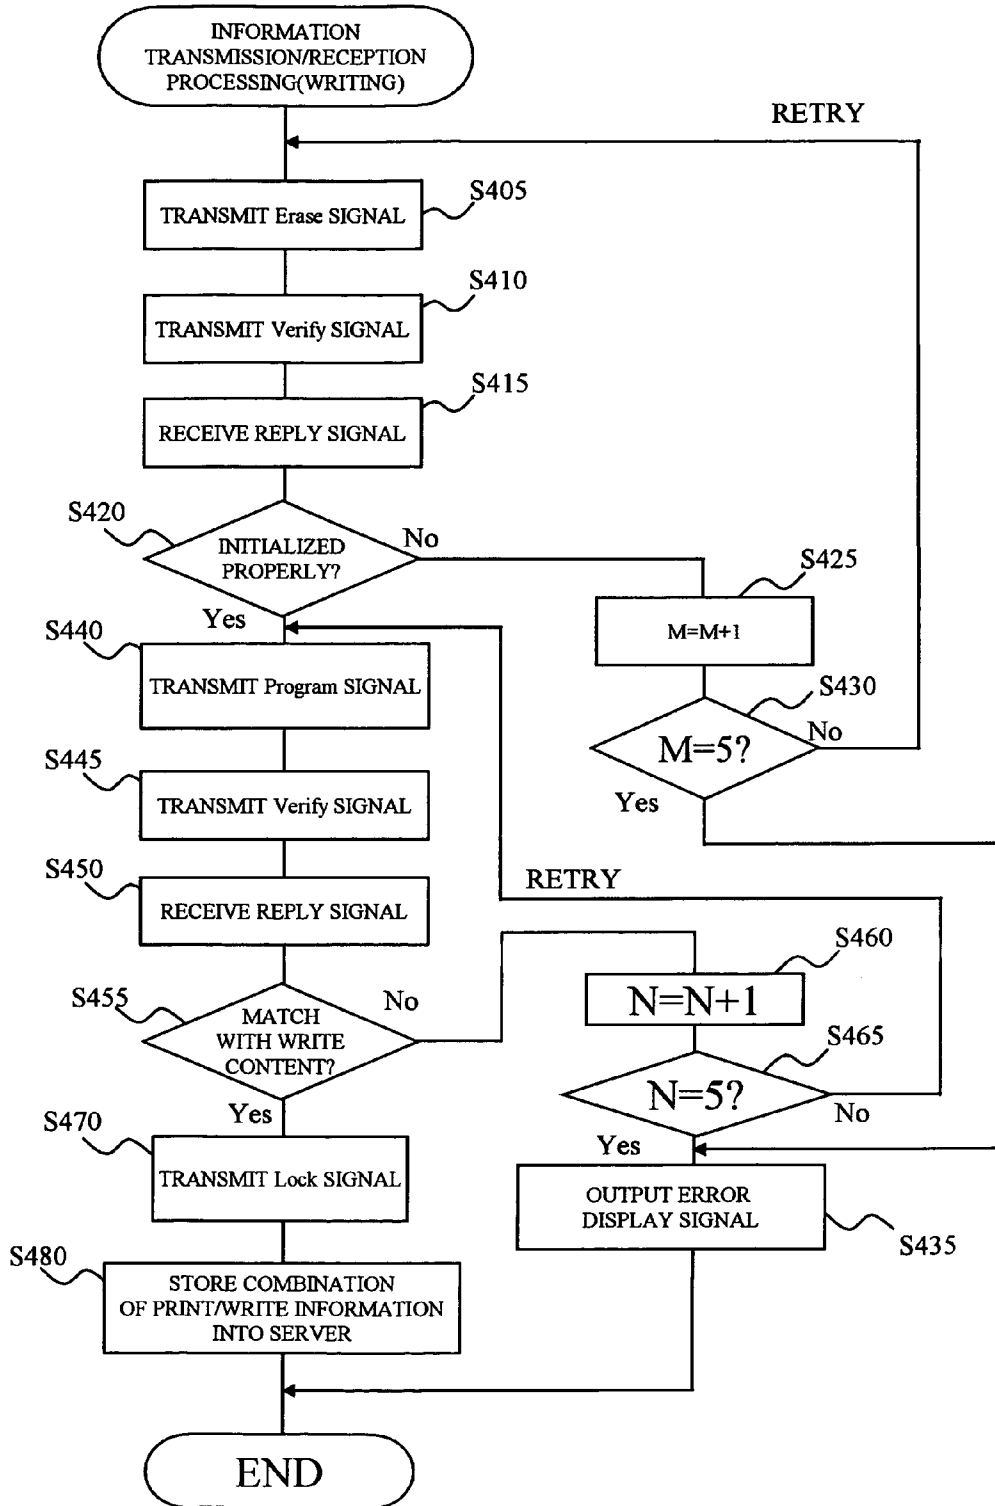 INFORMATION
TRANSMISSION/RECEPTION
PROCESSING(WRITING)
RETRY
S405
TRANSMIT Erase SIGNAL
S410
TRANSMIT Verify SIGNAL
S415
RECEIVE REPLY SIGNAL
S420
INITIALIZED
PROPERLY?
No
Yes
S425
M=M+1
S430
M=5?
No
Yes
S440
TRANSMIT Program SIGNAL
S445
TRANSMIT Verify SIGNAL
S450
RECEIVE REPLY SIGNAL
RETRY
S455
MATCH
WITH WRITE
CONTENT?
No
Yes
S460
N=N+1
S465
N=5?
No
Yes
S470
TRANSMIT Lock SIGNAL
OUTPUT ERROR
DISPLAY SIGNAL
S435
S480
STORE COMBINATION
OF PRINT/WRITE INFORMATION
INTO SERVER
END